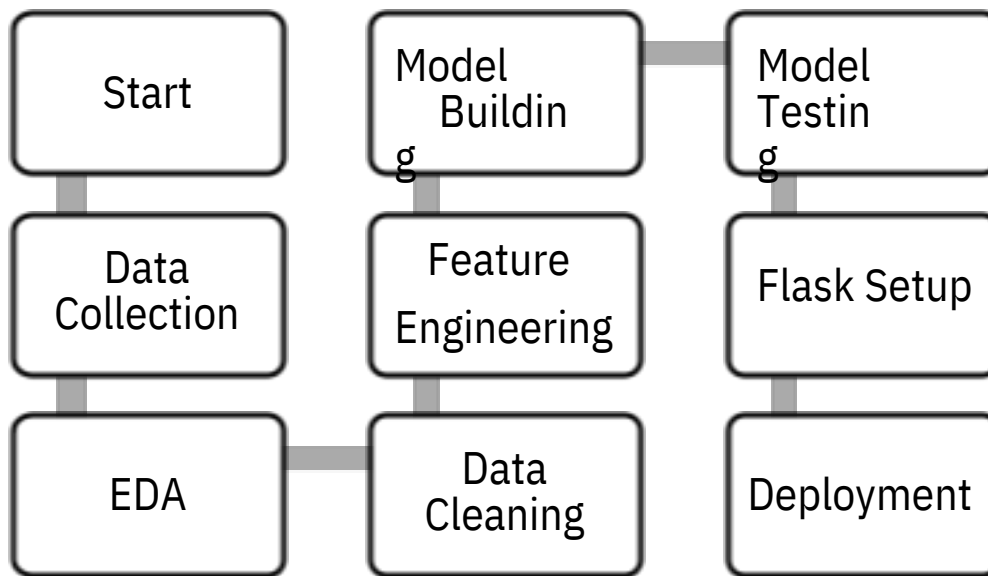 Start
Data
Collection
EDA
Data
Cleaning
Feature
Engineering
Model
Buildin
g
Model
Testin
g
Flask Setup
Deployment